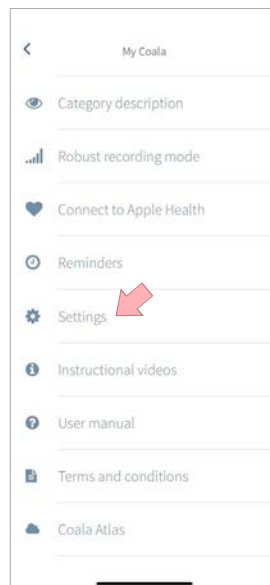 My Coala
Category description
Robust recording mode
Connect to Apple Health
Reminders
Settings
Instructional videos
User manual
Terms and conditions
Coala Atlas